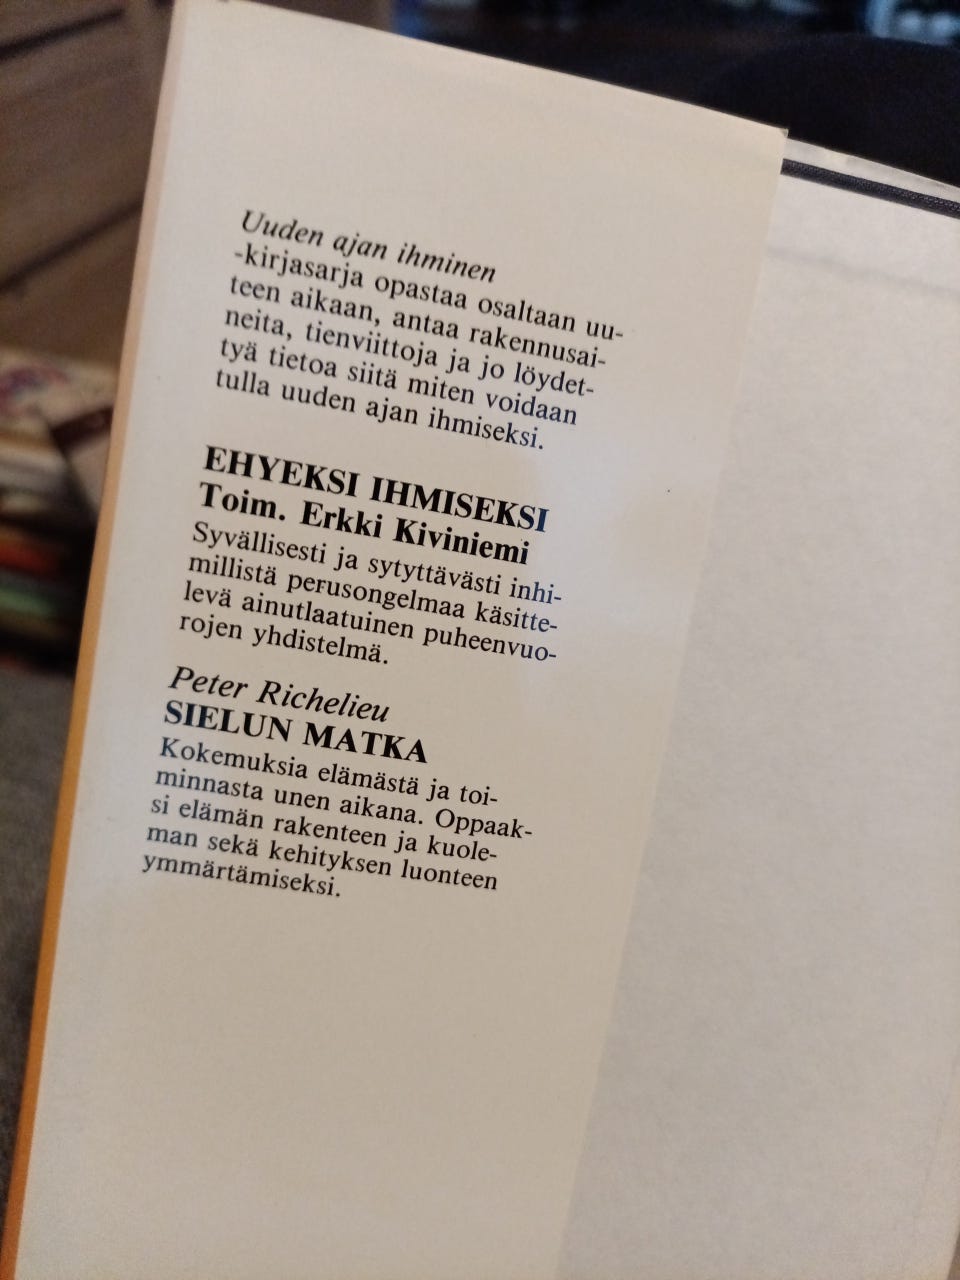 Uuden ajan ihminen
-kirjasarja opastaa osaltaan uu-
teen aikaan, antaa rakennusai-
neita, tienviittoja ja jo löydet-
tyä tietoa siitä miten voidaan
tulla uuden ajan ihmiseksi.
EHYEKSI IHMISEKSI
Toim. Erkki Kiviniemi
Syvällisesti ja sytyttävästi inhi-
millistä perusongelmaa käsitte-
levä ainutlaatuinen puheenvuo-
rojen yhdistelmä.
Peter Richelieu
SIELUN MATKA
Kokemuksia elämästä ja toi-
minnasta unen aikana. Oppaak-
si elämän rakenteen ja kuole-
man sekä kehityksen luonteen
ymmärtämiseksi.